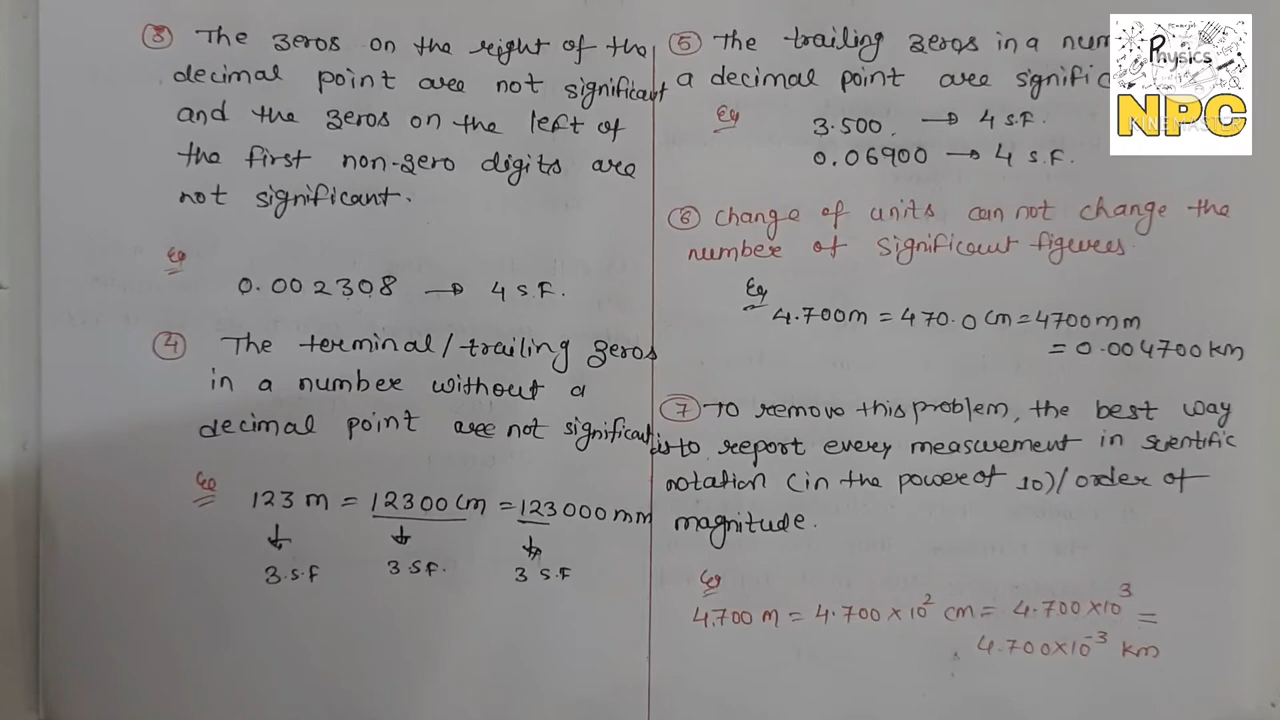 ③ The zeros on the right of the
decimal point are not significant
and the zeros on the left of
the first non-zero digits are
not significant.
Eg
0.002308 → 4 S.F.
④ The terminal/trailing zeros
in a number without a
decimal point are not significant
Eg
123 m = 12300 cm = 123000 mm
↓ ↓ ↓
3.S.F 3 S.F. 3 S.F
⑤ The trailing zeros in a num
a decimal point are signific
Eg
3.500. → 4 S.F.
0.06900 → 4 S.F.
⑥ change of units can not change the
number of significant figures.
Eg
4.700m = 470.0 cm = 4700mm
= 0.004700 km
⑦ To remove this problem, the best way
is to report every measurement in scientific
notation (in the power of 10)/order of
magnitude.
Eg
4.700 m = 4.700 × 10² cm = 4.700 × 10³ =
4.700×10⁻³ km
Physics
NPC
KINEMASTER